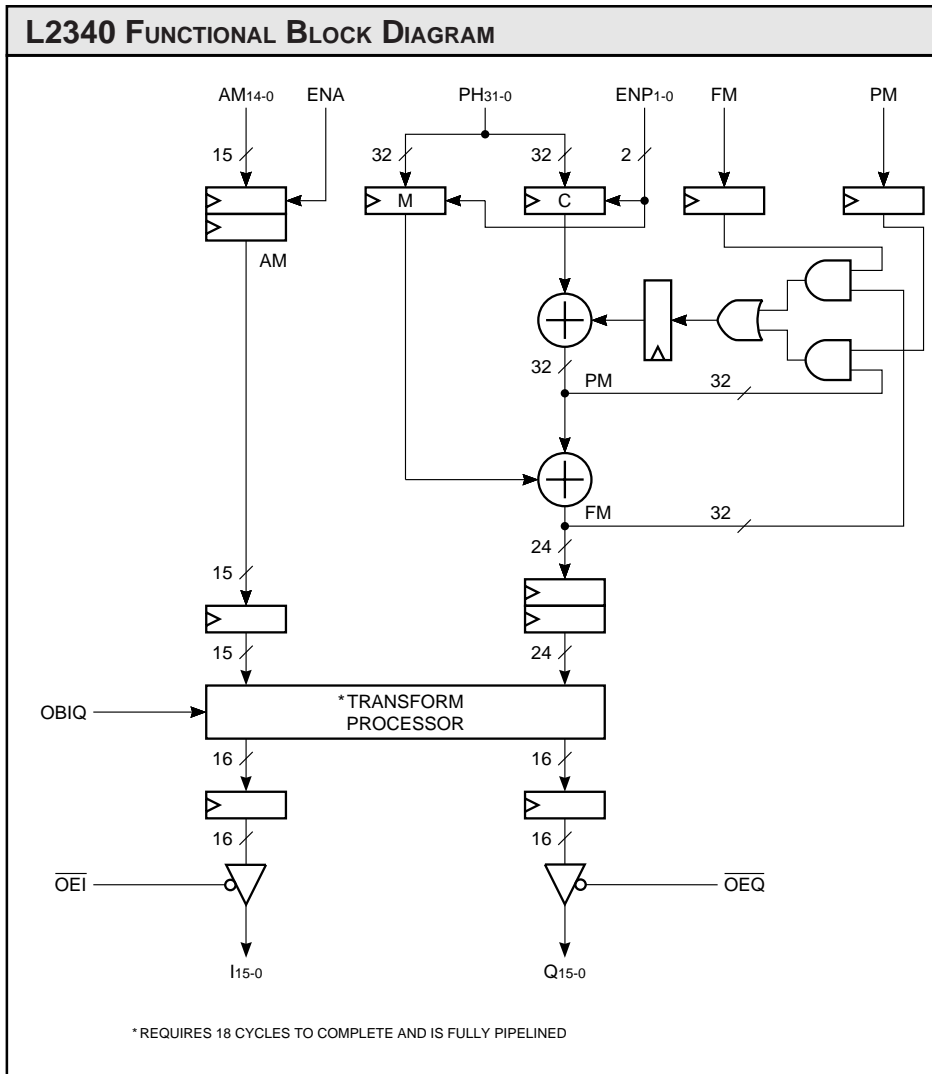 L2340 FUNCTIONAL BLOCK DIAGRAM
AM14-0 ENA PH31-0 ENP1-0 FM PM
15 32 32 2
M C
AM
32 PM 32
FM 32
24
15
15 24
OBIQ
*TRANSFORM
PROCESSOR
16 16
16 16
OEI OEQ
I15-0 Q15-0
*REQUIRES 18 CYCLES TO COMPLETE AND IS FULLY PIPELINED